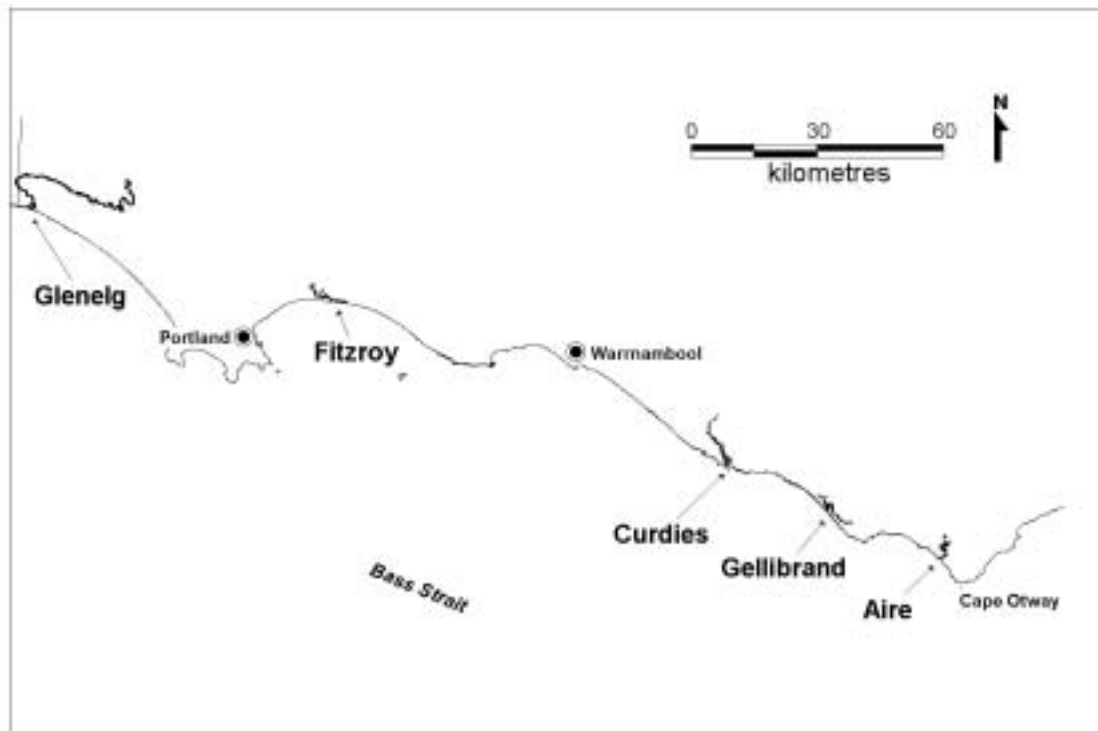 N
0 30 60
kilometres
Glenelg
Portland
Fitzroy
Warrnambool
Curdies
Gellibrand
Bass Strait
Aire
Cape Otway